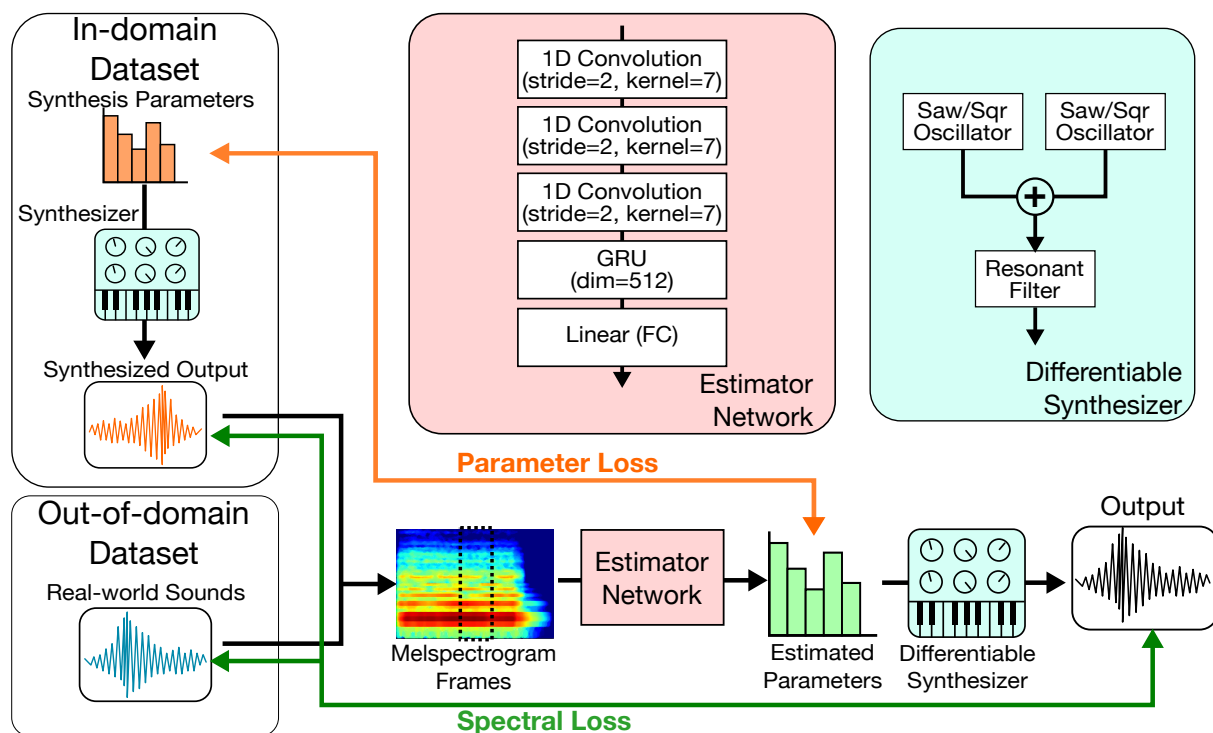 In-domain
Dataset
Synthesis Parameters
Synthesizer
Synthesized Output
Out-of-domain
Dataset
Real-world Sounds
1D Convolution
(stride=2, kernel=7)
1D Convolution
(stride=2, kernel=7)
1D Convolution
(stride=2, kernel=7)
GRU
(dim=512)
Linear (FC)
Estimator
Network
Saw/Sqr
Oscillator
Saw/Sqr
Oscillator
+
Resonant
Filter
Differentiable
Synthesizer
Parameter Loss
Melspectrogram
Frames
Estimator
Network
Estimated
Parameters
Differentiable
Synthesizer
Output
Spectral Loss